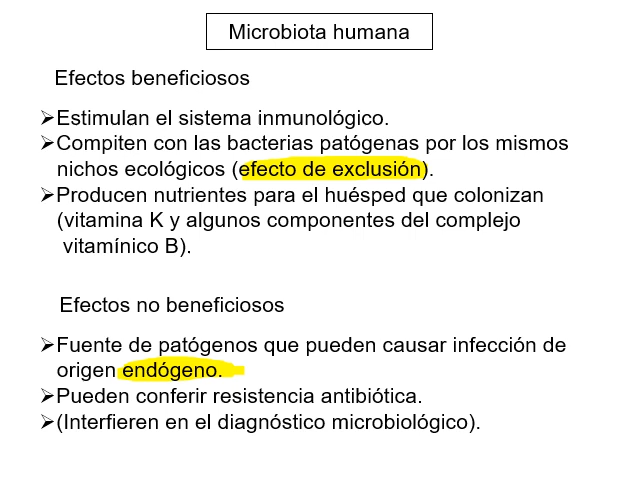 Microbiota humana
Efectos beneficiosos
➢Estimulan el sistema inmunológico.
➢Compiten con las bacterias patógenas por los mismos
nichos ecológicos (efecto de exclusión).
➢Producen nutrientes para el huésped que colonizan
(vitamina K y algunos componentes del complejo
vitamínico B).
Efectos no beneficiosos
➢Fuente de patógenos que pueden causar infección de
origen endógeno.
➢Pueden conferir resistencia antibiótica.
➢(Interfieren en el diagnóstico microbiológico).